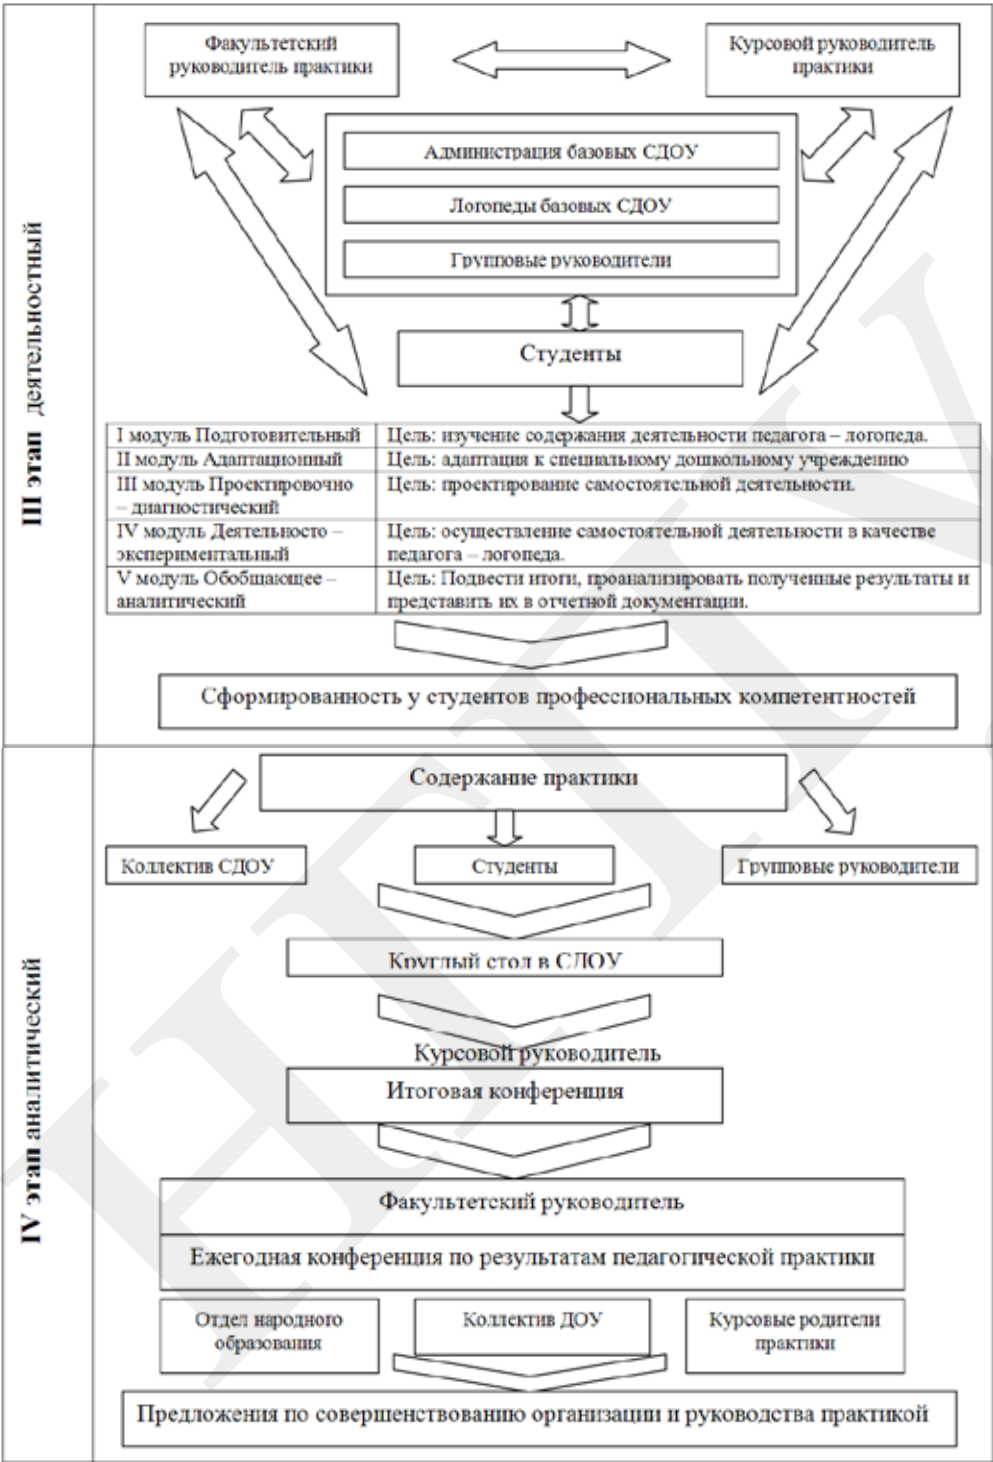 III этап деятельностный
Факультетский
руководитель практики
Курсовой руководитель
практики
Администрация базовых СДОУ
Логопеды базовых СДОУ
Групповые руководители
Студенты
I модуль Подготовительный
Цель: изучение содержания деятельности педагога – логопеда.
II модуль Адаптационный
Цель: адаптация к специальному дошкольному учреждению
III модуль Проектировочно
– диагностический
Цель: проектирование самостоятельной деятельности.
IV модуль Деятельносто –
экспериментальный
Цель: осуществление самостоятельной деятельности в качестве
педагога – логопеда.
V модуль Обобщающее –
аналитический
Цель: Подвести итоги, проанализировать полученные результаты и
представить их в отчетной документации.
Сформированность у студентов профессиональных компетентностей
IV этап аналитический
Содержание практики
Коллектив СДОУ
Студенты
Групповые руководители
Круглый стол в СДОУ
Курсовой руководитель
Итоговая конференция
Факультетский руководитель
Ежегодная конференция по результатам педагогической практики
Отдел народного
образования
Коллектив ДОУ
Курсовые родители
практики
Предложения по совершенствованию организации и руководства практикой